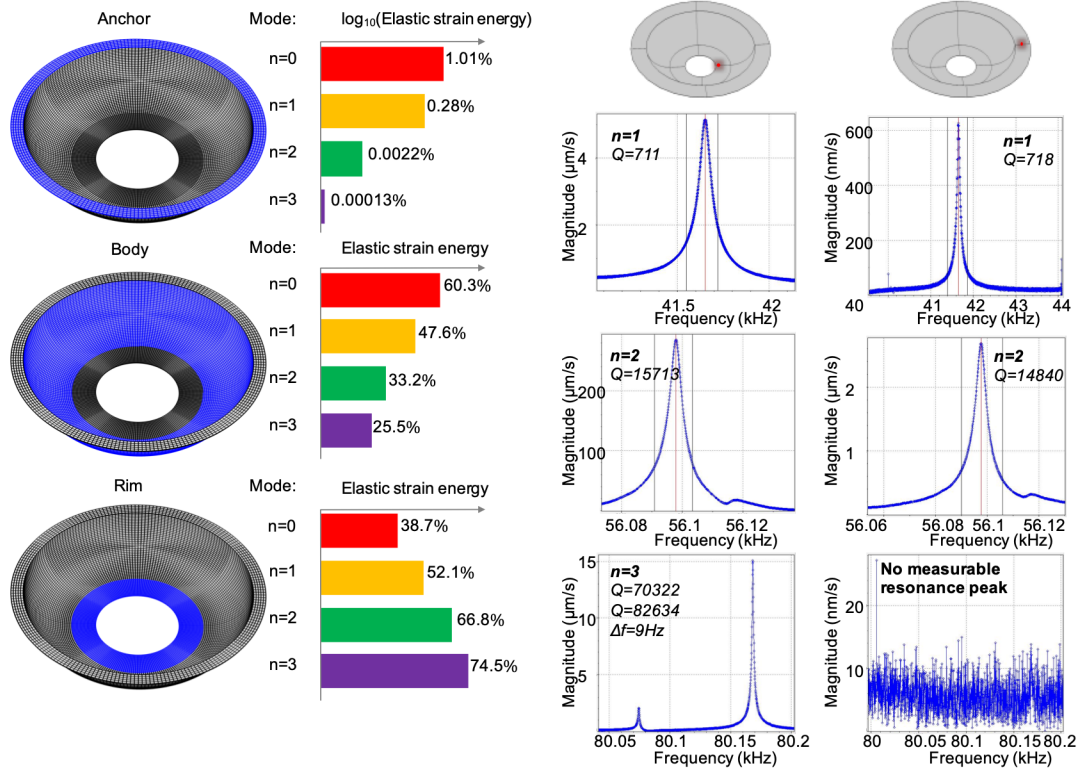 Anchor
Mode:
log₁₀(Elastic strain energy)
n=0
1.01%
n=1
0.28%
n=2
0.0022%
n=3
0.00013%
Body
Mode:
Elastic strain energy
n=0
60.3%
n=1
47.6%
n=2
33.2%
n=3
25.5%
Rim
Mode:
Elastic strain energy
n=0
38.7%
n=1
52.1%
n=2
66.8%
n=3
74.5%
Magnitude (μm/s)
4
2
n=1
Q=711
41.5
42
Frequency (kHz)
Magnitude (nm/s)
600
400
200
n=1
Q=718
40
41
42
43
44
Frequency (kHz)
Magnitude (μm/s)
200
100
n=2
Q=15713
56.08
56.1
56.12
Frequency (kHz)
Magnitude (μm/s)
2
1
n=2
Q=14840
56.06
56.08
56.1
56.12
Frequency (kHz)
Magnitude (μm/s)
15
10
5
n=3
Q=70322
Q=82634
Δf=9Hz
80.05
80.1
80.15
80.2
Frequency (kHz)
Magnitude (nm/s)
20
10
No measurable
resonance peak
80
80.05
80.1
80.15
80.2
Frequency (kHz)